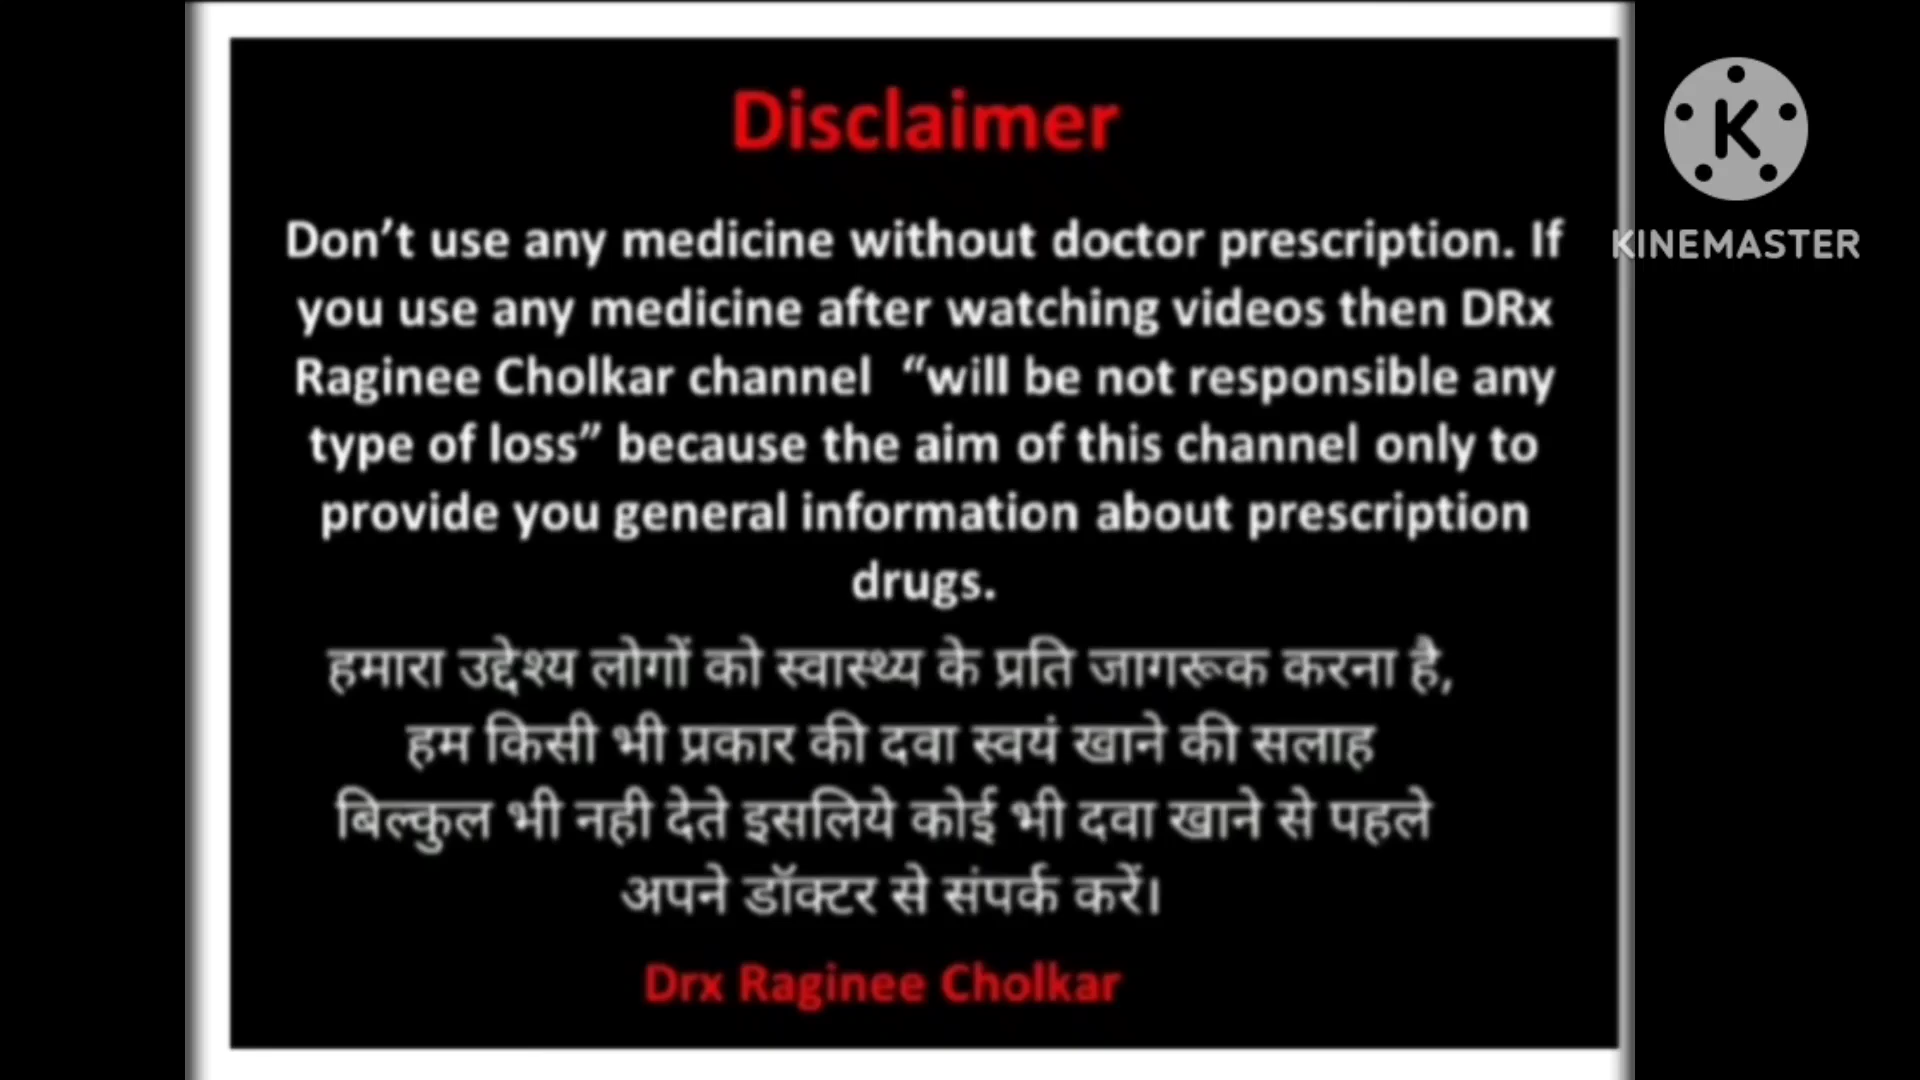 Disclaimer
Don’t use any medicine without doctor prescription. If
you use any medicine after watching videos then DRx
Raginee Cholkar channel “will be not responsible any
type of loss” because the aim of this channel only to
provide you general information about prescription
drugs.
हमारा उद्देश्य लोगों को स्वास्थ्य के प्रति जागरूक करना है,
हम किसी भी प्रकार की दवा स्वयं खाने की सलाह
बिल्कुल भी नही देते इसलिये कोई भी दवा खाने से पहले
अपने डॉक्टर से संपर्क करें।
Drx Raginee Cholkar
K
KINEMASTER